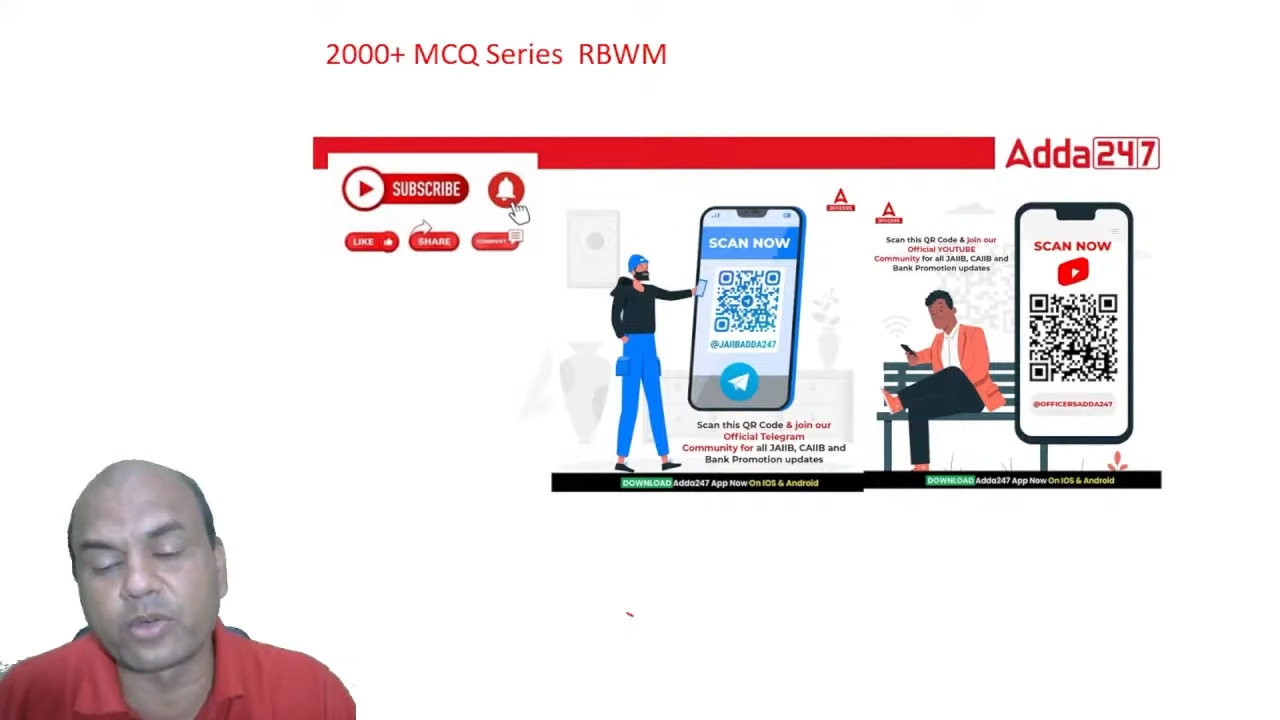 2000+ MCQ Series RBWM
Adda247
SUBSCRIBE
LIKE
SHARE
COMMENT
OFFICERS
SCAN NOW
@JAIIBADDA247
Scan this QR Code & join our
Official Telegram
Community for all JAIIB, CAIIB and
Bank Promotion updates
DOWNLOAD Adda247 App Now On IOS & Android
OFFICERS
Scan this QR Code & join our
Official YOUTUBE
Community for all JAIIB, CAIIB and
Bank Promotion updates
SCAN NOW
@OFFICERSADDA247
DOWNLOAD Adda247 App Now On IOS & Android